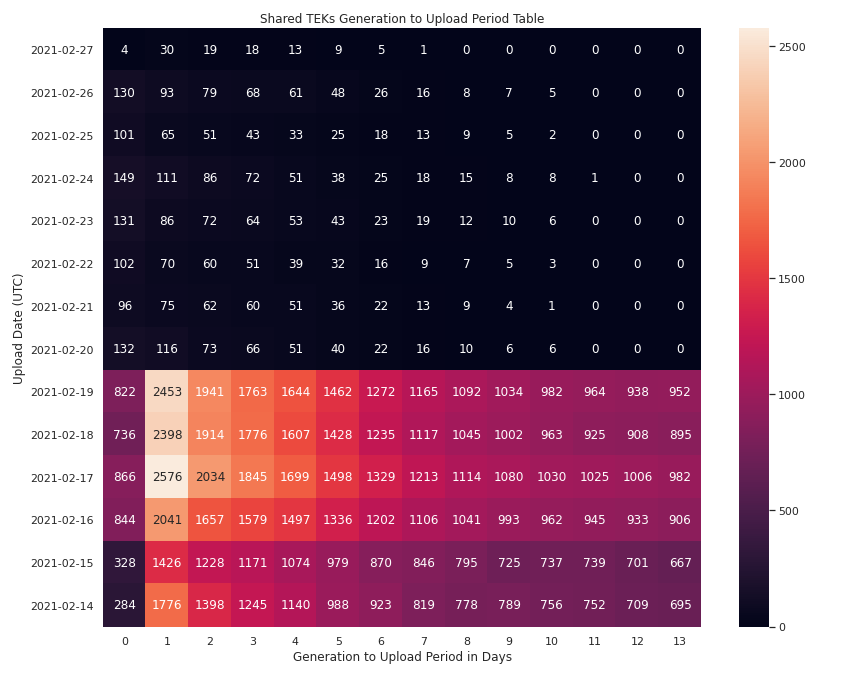 Shared TEKs Generation to Upload Period Table
Upload Date (UTC)
2021-02-27 4 30 19 18 13 9 5 1 0 0 0 0 0 0
2021-02-26 130 93 79 68 61 48 26 16 8 7 5 0 0 0
2021-02-25 101 65 51 43 33 25 18 13 9 5 2 0 0 0
2021-02-24 149 111 86 72 51 38 25 18 15 8 8 1 0 0
2021-02-23 131 86 72 64 53 43 23 19 12 10 6 0 0 0
2021-02-22 102 70 60 51 39 32 16 9 7 5 3 0 0 0
2021-02-21 96 75 62 60 51 36 22 13 9 4 1 0 0 0
2021-02-20 132 116 73 66 51 40 22 16 10 6 6 0 0 0
2021-02-19 822 2453 1941 1763 1644 1462 1272 1165 1092 1034 982 964 938 952
2021-02-18 736 2398 1914 1776 1607 1428 1235 1117 1045 1002 963 925 908 895
2021-02-17 866 2576 2034 1845 1699 1498 1329 1213 1114 1080 1030 1025 1006 982
2021-02-16 844 2041 1657 1579 1497 1336 1202 1106 1041 993 962 945 933 906
2021-02-15 328 1426 1228 1171 1074 979 870 846 795 725 737 739 701 667
2021-02-14 284 1776 1398 1245 1140 988 923 819 778 789 756 752 709 695
0 1 2 3 4 5 6 7 8 9 10 11 12 13
Generation to Upload Period in Days
2500
2000
1500
1000
500
0